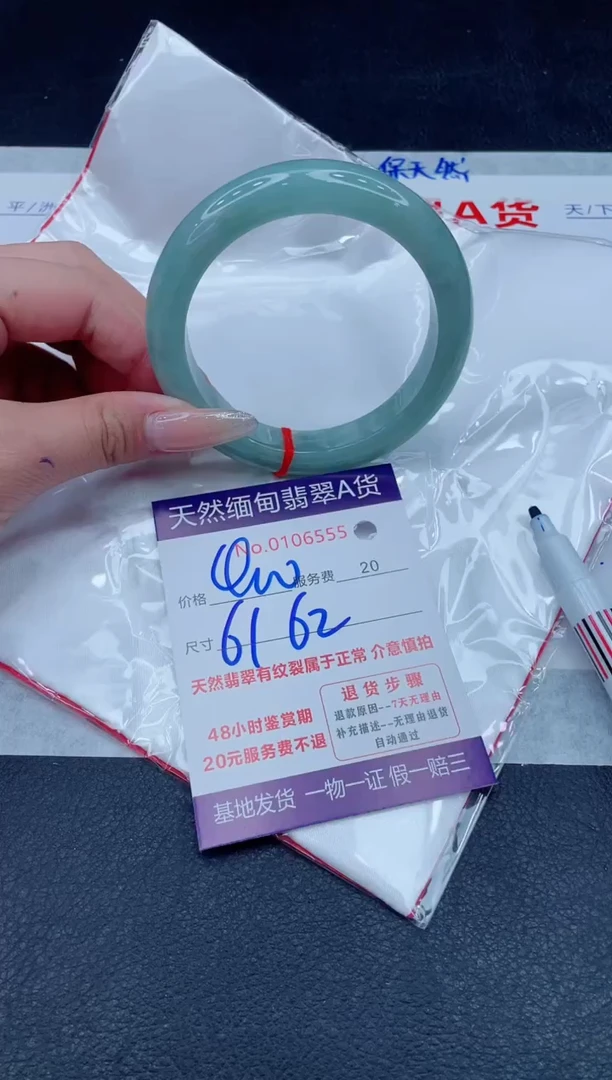 保天然
平/洪
A货
天/下
天然缅甸翡翠A货
No.0106555
价格
服务费 20
尺寸 61 62
天然翡翠有纹裂属于正常 介意慎拍
48小时鉴赏期
20元服务费不退
退货步骤
退款原因--7天无理由
补充描述--无理由退货
自动通过
基地发货 一物一证 假一赔三